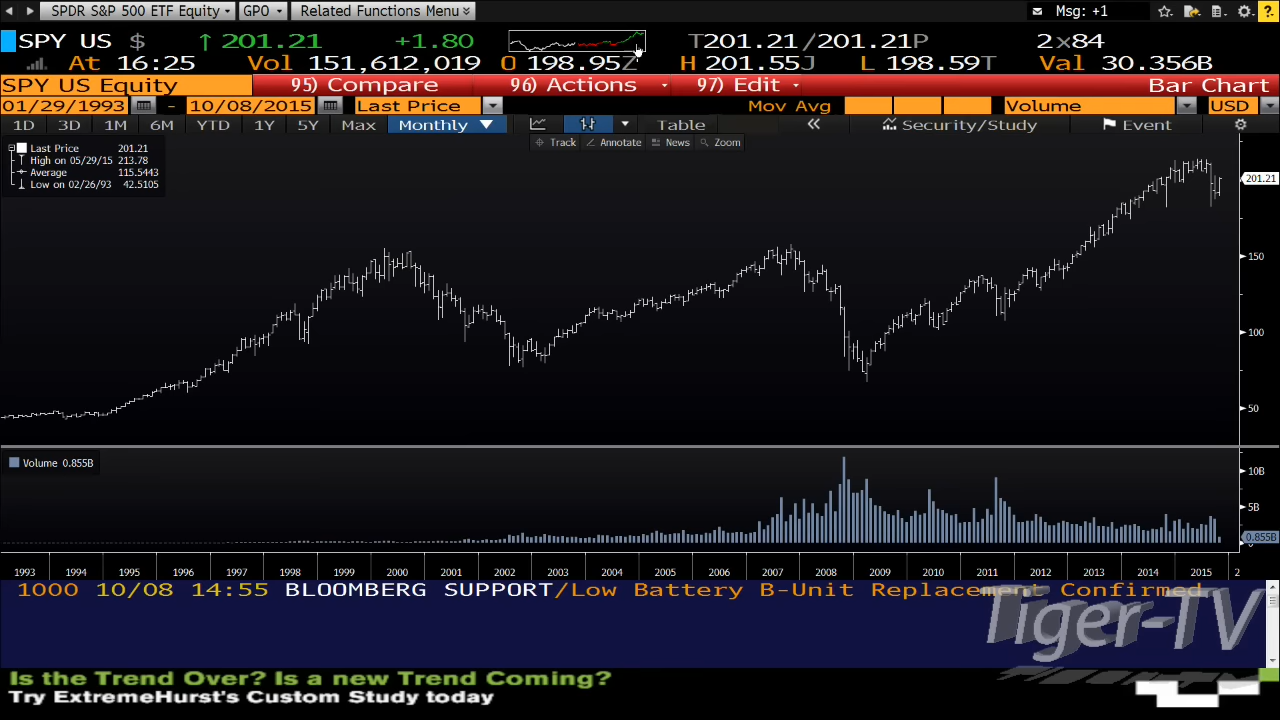 SPDR S&P 500 ETF Equity GPO Related Functions Menu Msg: +1 ?
SPY US $ ↑ 201.21 +1.80 T201.21/201.21P 2×84
At 16:25 Vol 151,612,019 O 198.95Z H 201.55J L 198.59T Val 30.356B
SPY US Equity 95) Compare 96) Actions 97) Edit Bar Chart
01/29/1993 - 10/08/2015 Last Price Mov Avg Volume USD
1D 3D 1M 6M YTD 1Y 5Y Max Monthly Table « Security/Study Event
Track Annotate News Zoom
Last Price 201.21
High on 05/29/15 213.78
Average 115.5443
Low on 02/26/93 42.5105
201.21
150
100
50
Volume 0.855B
10B
5B
0
0.855B
1993 1994 1995 1996 1997 1998 1999 2000 2001 2002 2003 2004 2005 2006 2007 2008 2009 2010 2011 2012 2013 2014 2015 2
1000 10/08 14:55 BLOOMBERG SUPPORT/Low Battery B-Unit Replacement Confirmed
Tiger-TV
Is the Trend Over? Is a new Trend Coming?
Try ExtremeHurst's Custom Study today